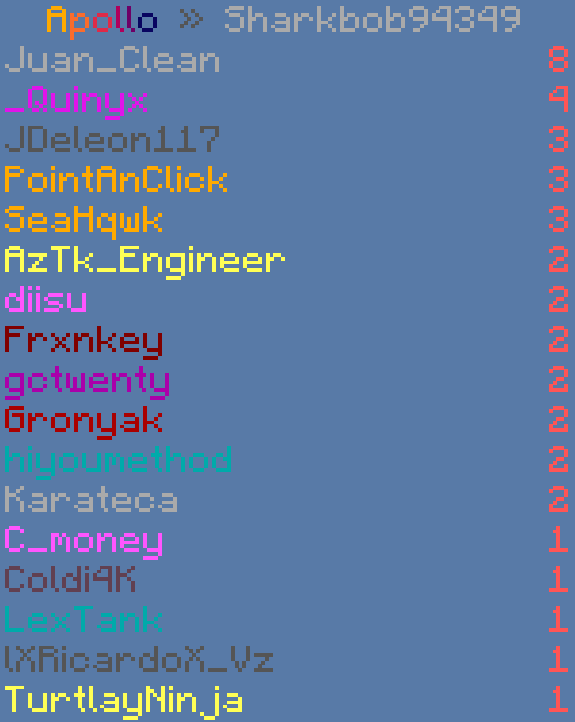 Apollo » Sharkbob94349
Juan_Clean 8
_Quinyx 4
JDeleon117 3
PointAnClick 3
SeaHqwk 3
AzTk_Engineer 2
diisu 2
Frxnkey 2
gctwenty 2
Gronyak 2
hiyoumethod 2
Karateca 2
C_money 1
Coldi4K 1
LexTank 1
lXRicardoX_Vz 1
TurtlayNinja 1